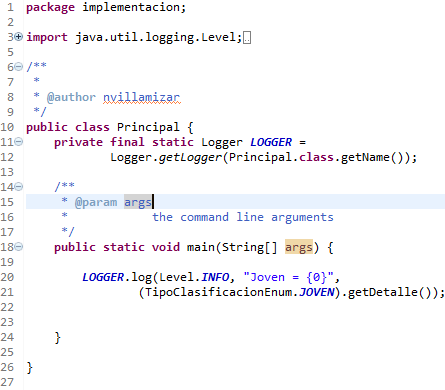 1 package implementacion;
2
3 import java.util.logging.Level;
5
6 /**
7  *
8  * @author nvillamizar
9  */
10 public class Principal {
11     private final static Logger LOGGER =
12             Logger.getLogger(Principal.class.getName());
13
14     /**
15      * @param args
16      *            the command line arguments
17      */
18     public static void main(String[] args) {
19
20         LOGGER.log(Level.INFO, "Joven = {0}",
21                 (TipoClasificacionEnum.JOVEN).getDetalle());
22
23
24     }
25
26 }
27